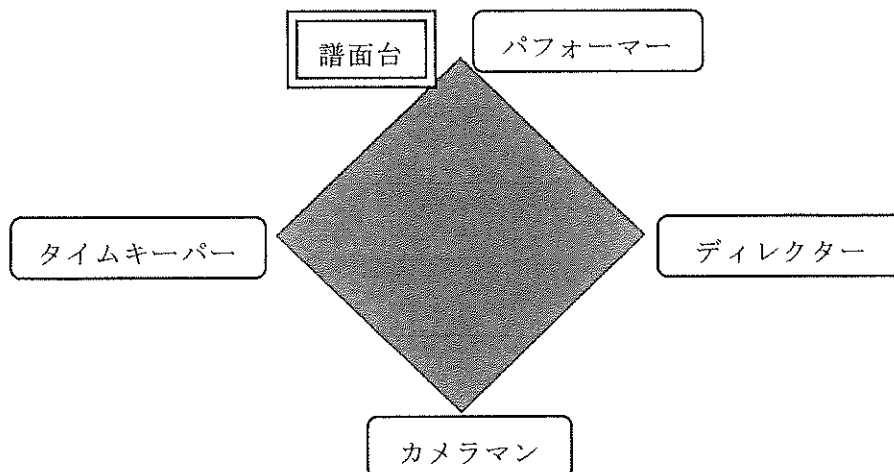 譜面台
パフォーマー
タイムキーパー
ディレクター
カメラマン